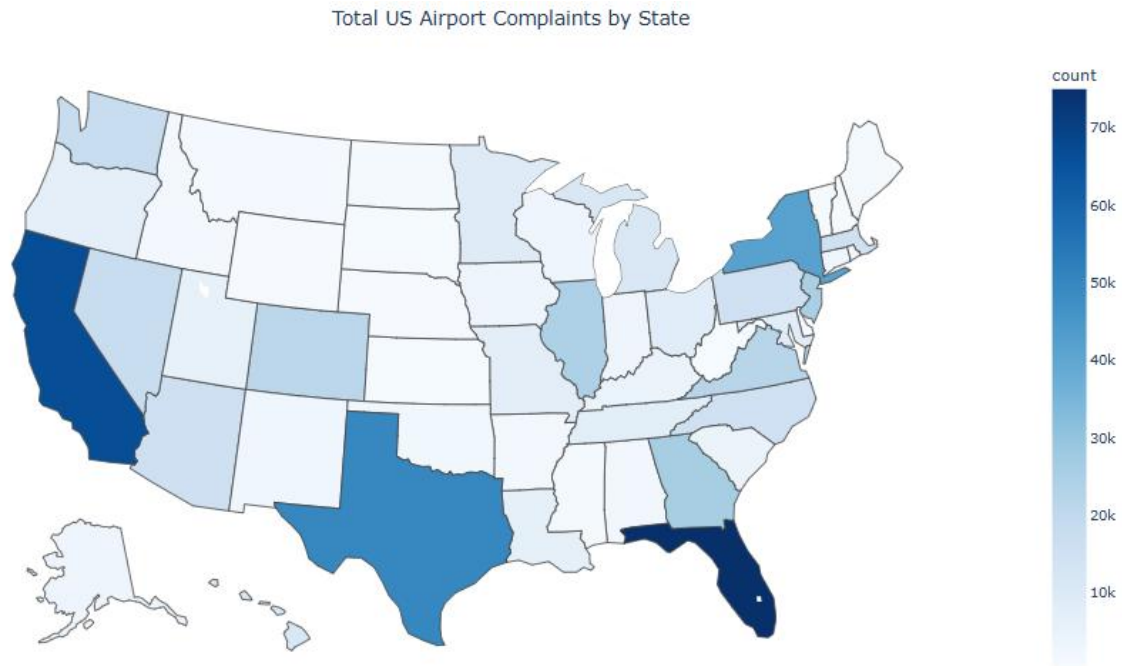 Total US Airport Complaints by State
count
70k
60k
50k
40k
30k
20k
10k